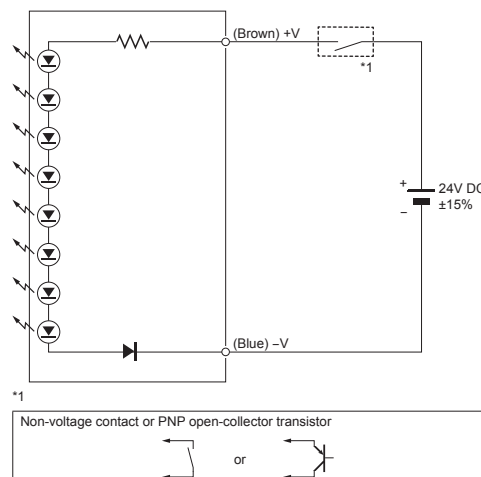 (Brown) +V
*1
+
24V DC
±15%
−
(Blue) −V
*1
Non-voltage contact or PNP open-collector transistor
or